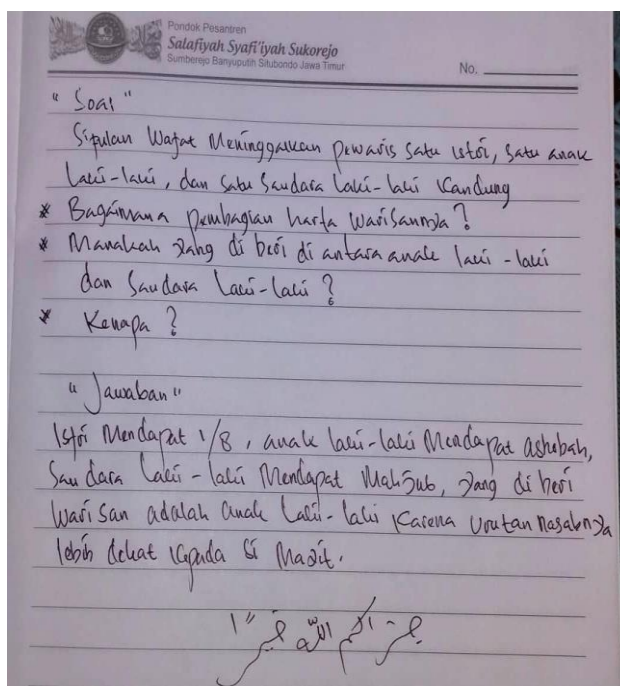 Pondok Pesantren
Salafiyah Syafi'iyah Sukorejo
Sumberejo Banyuputih Situbondo Jawa Timur
No.
"Soal"
Sipulan Wafat Meninggalkan pewaris satu istri, satu anak
laki-laki, dan satu saudara laki-laki kandung
* Bagaimana pembagian harta warisannya?
* Manakah yang di beri di antara anak laki-laki
dan saudara laki-laki?
* Kenapa?
"Jawaban"
Istri Mendapat 1/8, anak laki-laki Mendapat ashobah,
Saudara laki-laki Mendapat Mahjub, yang di beri
warisan adalah anak laki-laki karena urutan nasabnya
lebih dekat kepada si Mayit.
جزاكم الله خيرا